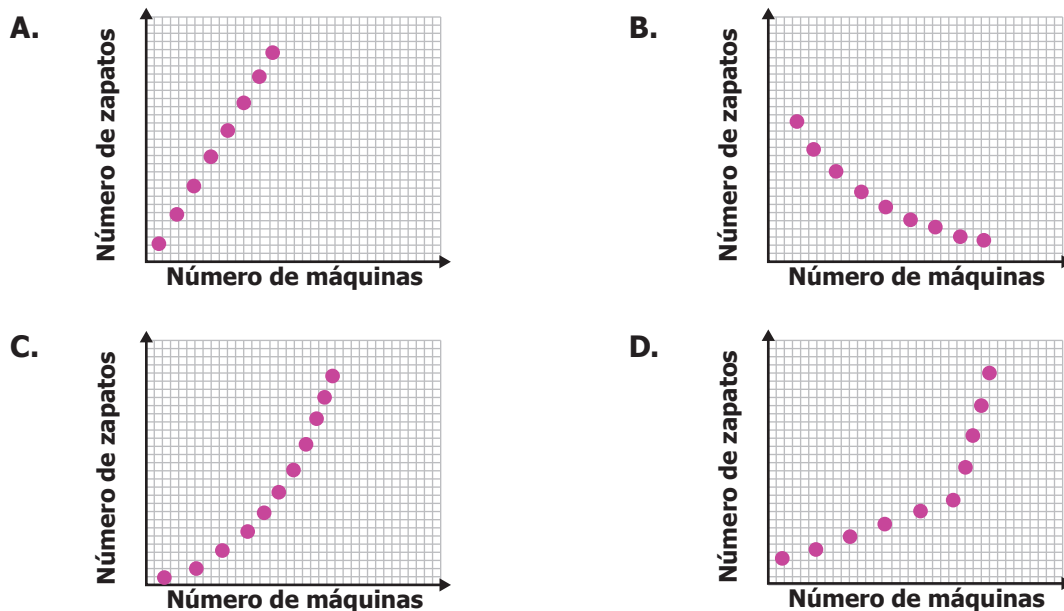 A.
Número de zapatos
Número de máquinas
B.
Número de zapatos
Número de máquinas
C.
Número de zapatos
Número de máquinas
D.
Número de zapatos
Número de máquinas